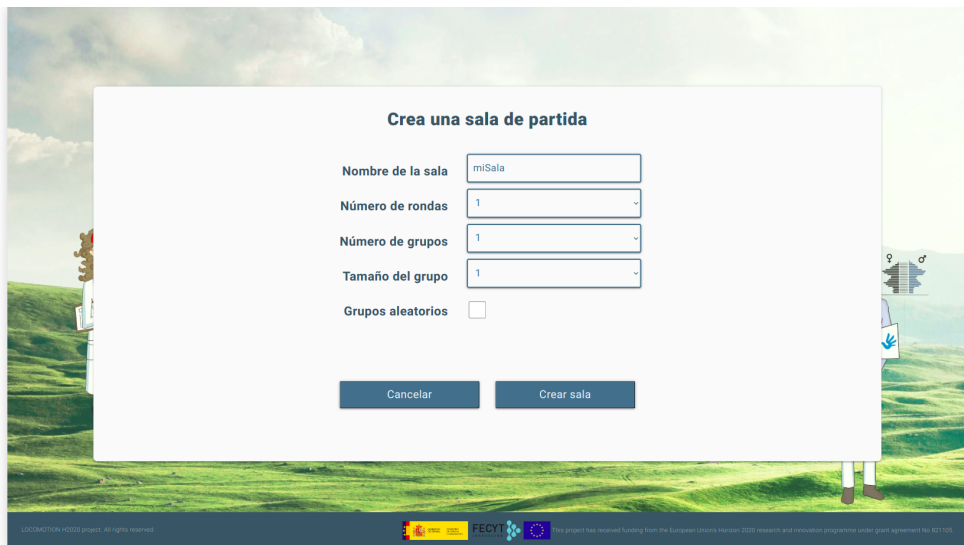 Crea una sala de partida
Nombre de la sala
miSala
Número de rondas
1
Número de grupos
1
Tamaño del grupo
1
Grupos aleatorios
Cancelar
Crear sala
LOCOMOTION H2020 project. All rights reserved.
FECYT
This project has received funding from the European Union's Horizon 2020 research and innovation programme under grant agreement No 821105